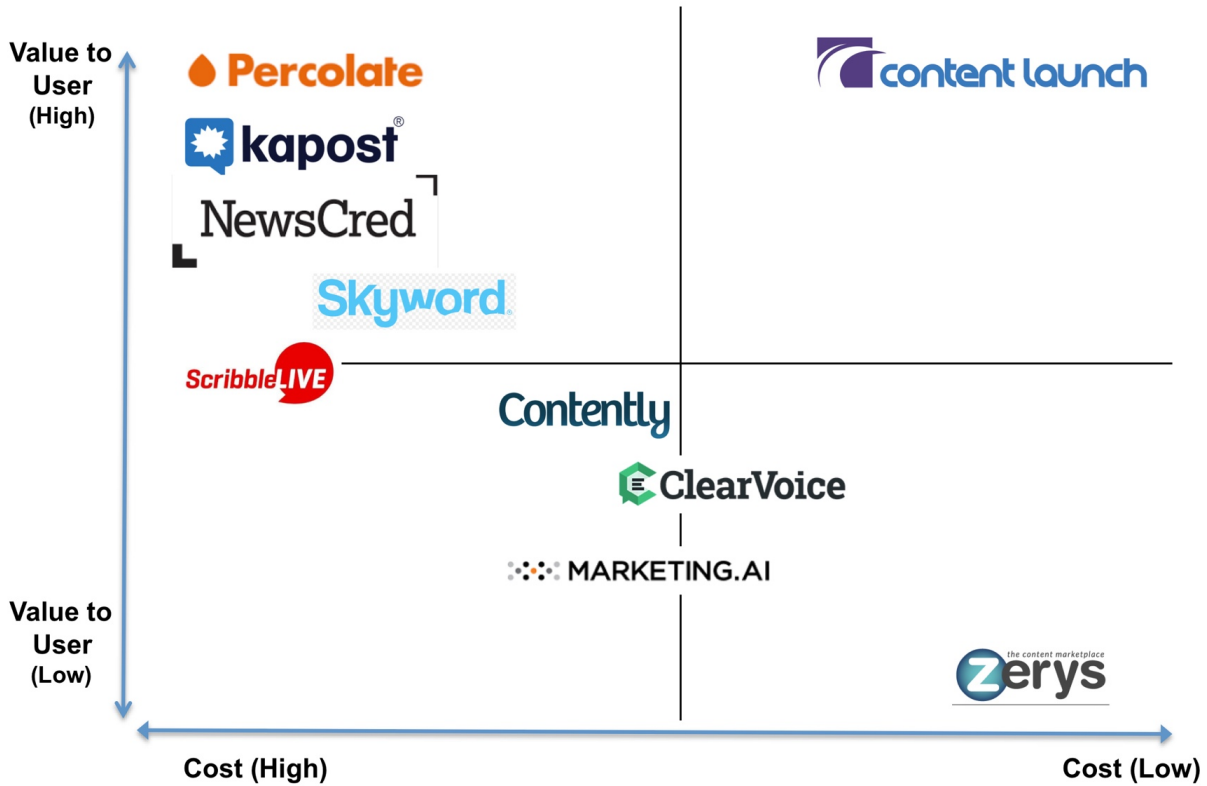 Value to
User
(High)
Percolate
content launch
kapost®
NewsCred
Skyword
ScribbleLIVE
Contently
ClearVoice
MARKETING.AI
Value to
User
(Low)
the content marketplace
zerys
Cost (High)
Cost (Low)